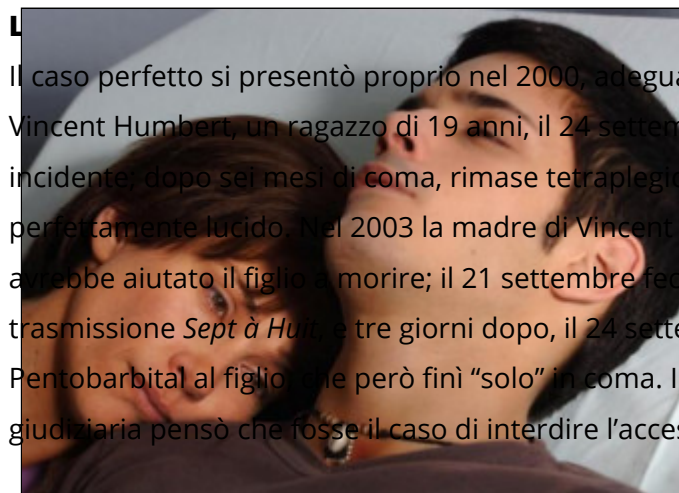 L
Il caso perfetto si presentò proprio nel 2000, adegua
Vincent Humbert, un ragazzo di 19 anni, il 24 settem
incidente; dopo sei mesi di coma, rimase tetraplegic
perfettamente lucido. Nel 2003 la madre di Vincent
avrebbe aiutato il figlio a morire; il 21 settembre fec
trasmissione Sept à Huit, e tre giorni dopo, il 24 sette
Pentobarbital al figlio, che però finì “solo” in coma. I
giudiziaria pensò che fosse il caso di interdire l’acces